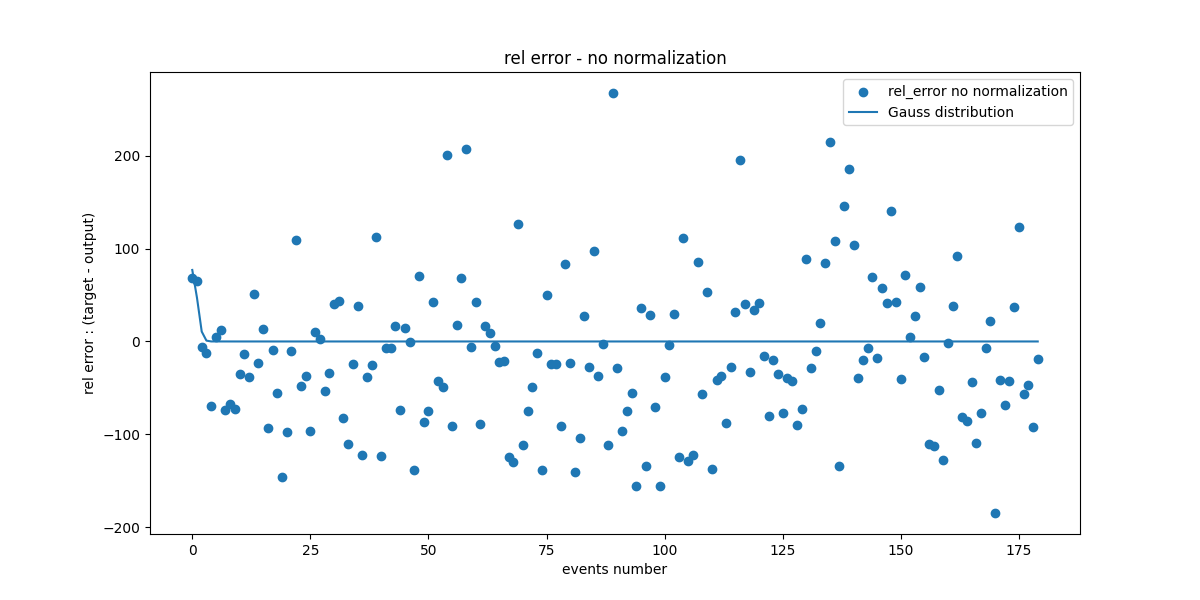 rel error - no normalization
rel_error no normalization
Gauss distribution
rel error : (target - output)
200
100
0
−100
−200
0 25 50 75 100 125 150 175
events number